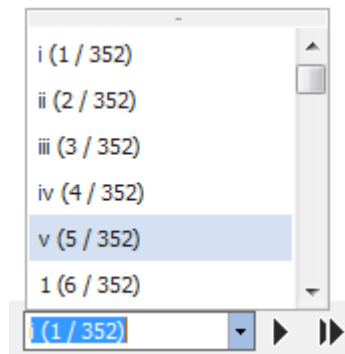 i (1 / 352)
ii (2 / 352)
iii (3 / 352)
iv (4 / 352)
v (5 / 352)
1 (6 / 352)
i (1 / 352)